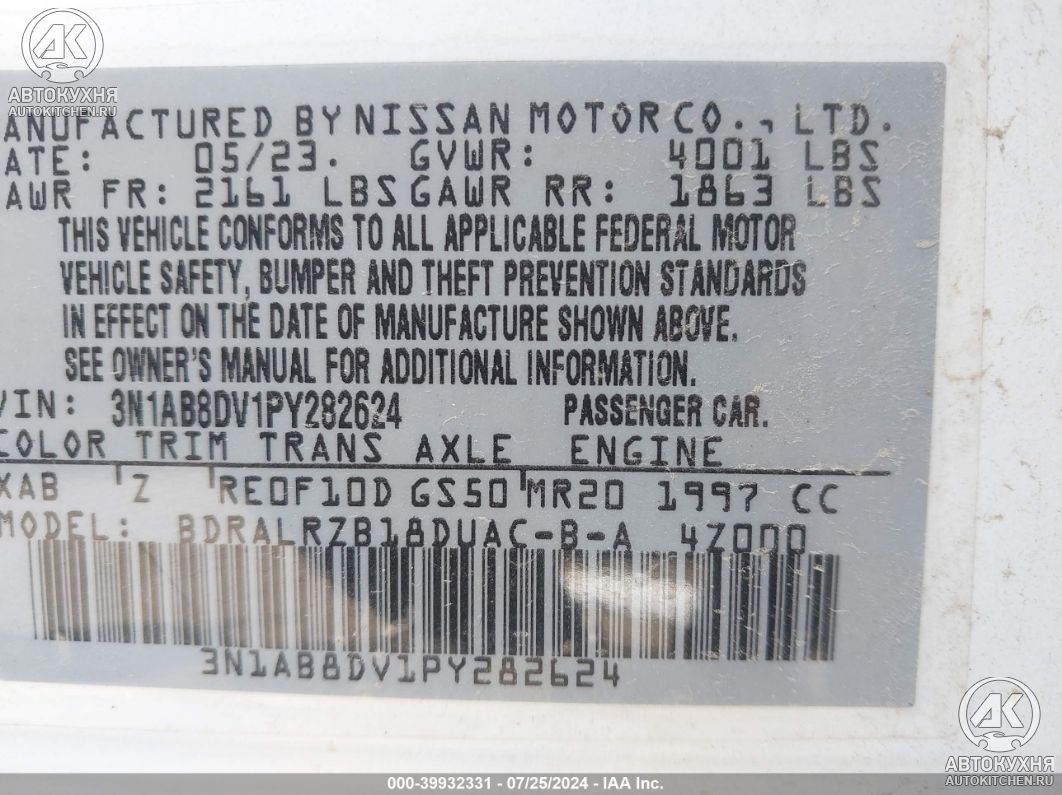 АК
АВТОКУХНЯ
AUTOKITCHEN.RU
ANUFACTURED BY NISSAN MOTOR CO., LTD.
ATE: 05/23. GVWR: 4001 LBS
AWR FR: 2161 LBS GAWR RR: 1863 LBS
THIS VEHICLE CONFORMS TO ALL APPLICABLE FEDERAL MOTOR
VEHICLE SAFETY, BUMPER AND THEFT PREVENTION STANDARDS
IN EFFECT ON THE DATE OF MANUFACTURE SHOWN ABOVE.
SEE OWNER'S MANUAL FOR ADDITIONAL INFORMATION.
VIN: 3N1AB8DV1PY282624 PASSENGER CAR.
COLOR TRIM TRANS AXLE ENGINE
XAB Z RE0F10D GS50 MR20 1997 CC
MODEL: BDRALRZB18DUAC-B-A 4Z000
3N1AB8DV1PY282624
АК
АВТОКУХНЯ
AUTOKITCHEN.RU
000-39932331 - 07/25/2024 - IAA Inc.